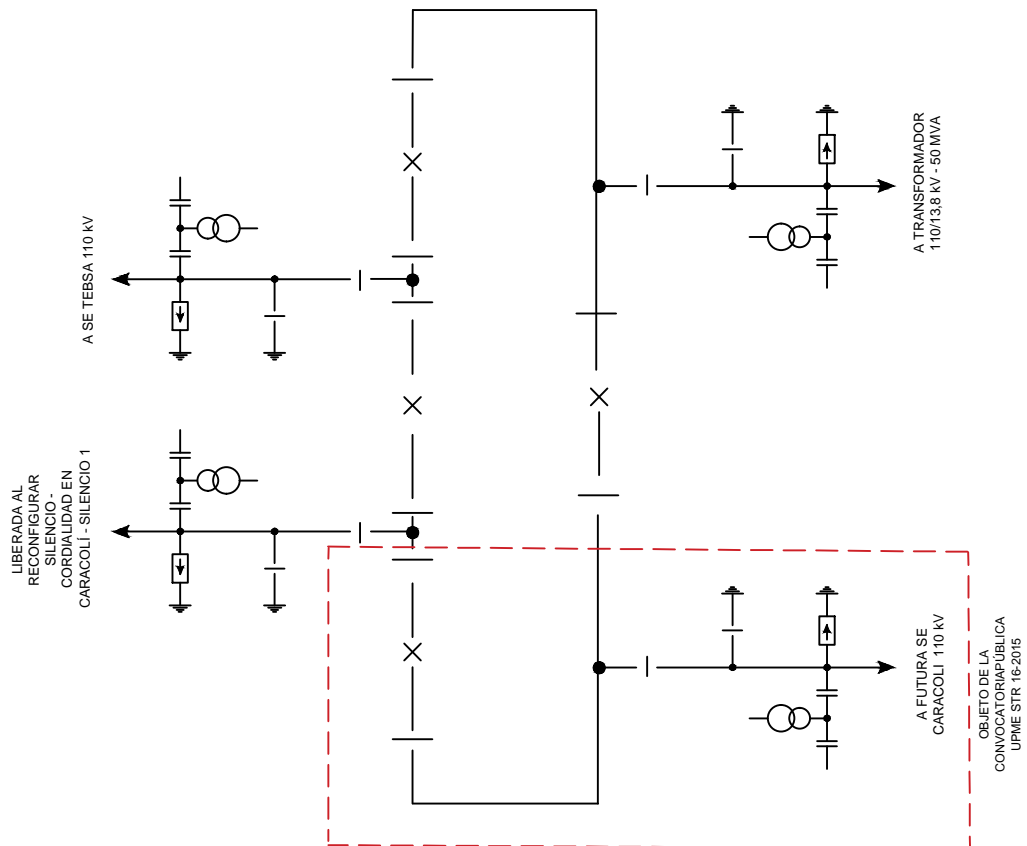 A SE TEBSA 110 kV
LIBERADA AL
RECONFIGURAR
SILENCIO -
CORDIALIDAD EN
CARACOLÍ - SILENCIO 1
A TRANSFORMADOR
110/13,8 kV - 50 MVA
A FUTURA SE
CARACOLI 110 kV
OBJETO DE LA
CONVOCATORIAPÚBLICA
UPME STR 16-2015